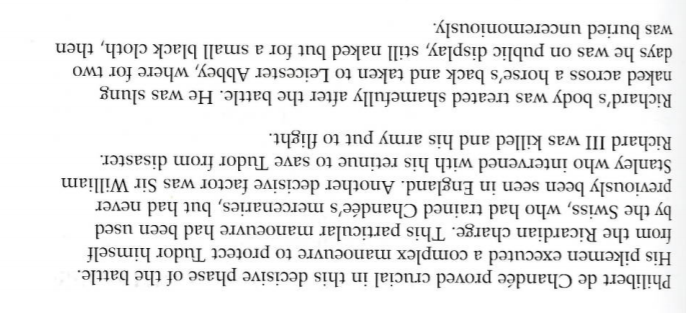 Philibert de Chandée proved crucial in this decisive phase of the battle.
His pikemen executed a complex manoeuvre to protect Tudor himself
from the Ricardian charge. This particular manoeuvre had been used
by the Swiss, who had trained Chandée's mercenaries, but had never
previously been seen in England. Another decisive factor was Sir William
Stanley who intervened with his retinue to save Tudor from disaster.
Richard III was killed and his army put to flight.
Richard's body was treated shamefully after the battle. He was slung
naked across a horse's back and taken to Leicester Abbey, where for two
days he was on public display, still naked but for a small black cloth, then
was buried unceremoniously.